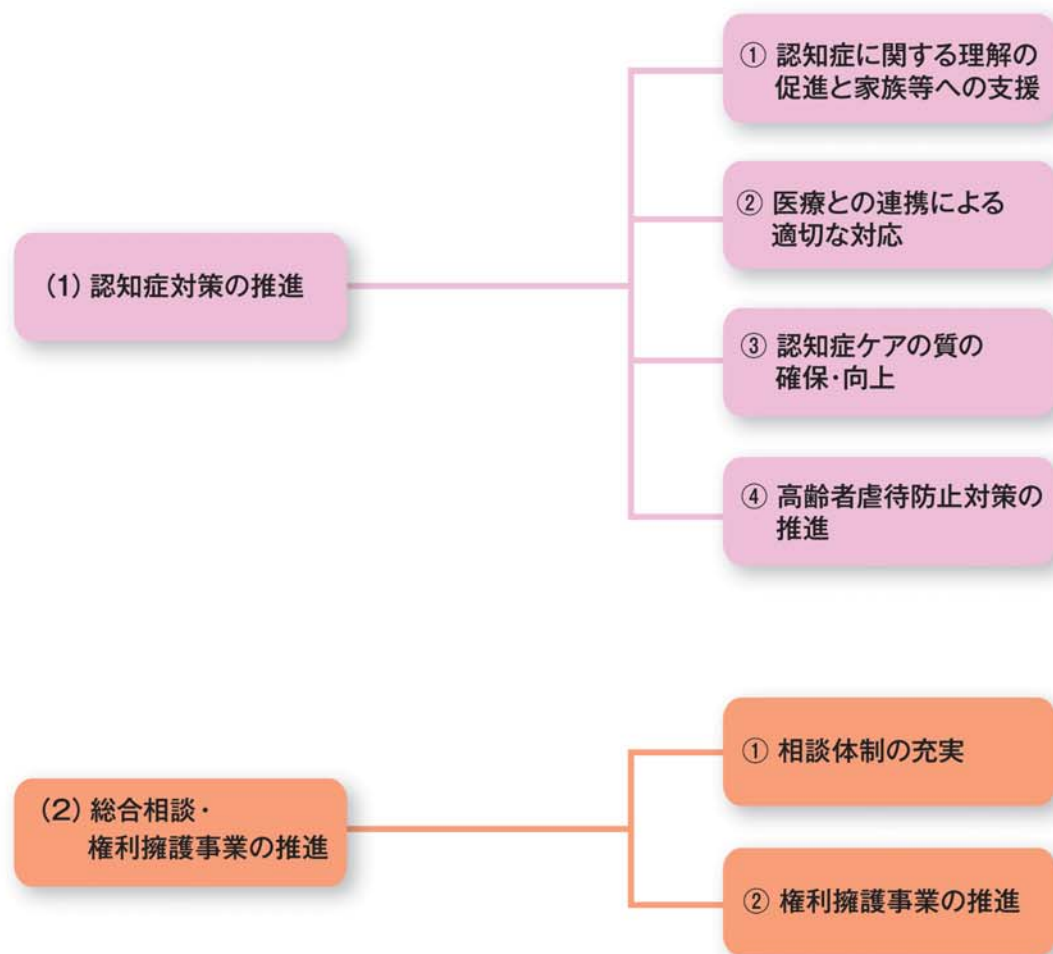 (1) 認知症対策の推進
① 認知症に関する理解の
促進と家族等への支援
② 医療との連携による
適切な対応
③ 認知症ケアの質の
確保・向上
④ 高齢者虐待防止対策の
推進
(2) 総合相談・
権利擁護事業の推進
① 相談体制の充実
② 権利擁護事業の推進